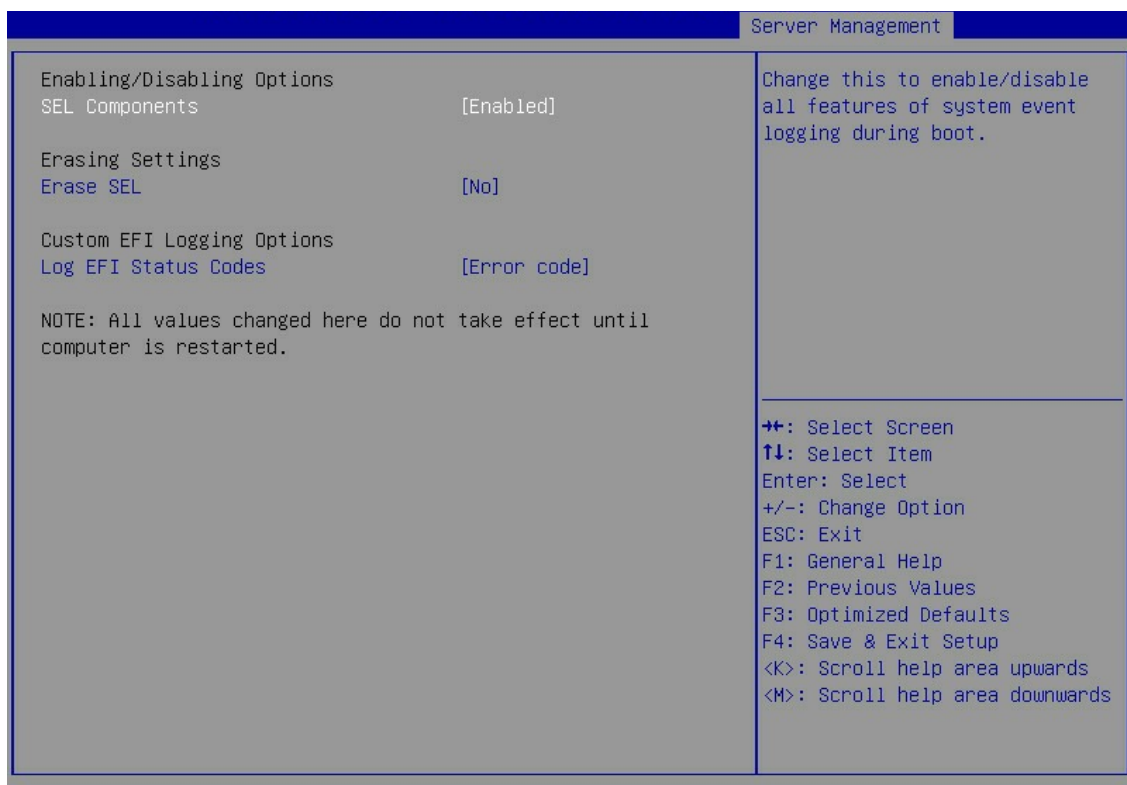 Server Management
Enabling/Disabling Options
SEL Components [Enabled]
Erasing Settings
Erase SEL [No]
Custom EFI Logging Options
Log EFI Status Codes [Error code]
NOTE: All values changed here do not take effect until
computer is restarted.
Change this to enable/disable
all features of system event
logging during boot.
→←: Select Screen
↑↓: Select Item
Enter: Select
+/-: Change Option
ESC: Exit
F1: General Help
F2: Previous Values
F3: Optimized Defaults
F4: Save & Exit Setup
<K>: Scroll help area upwards
<M>: Scroll help area downwards